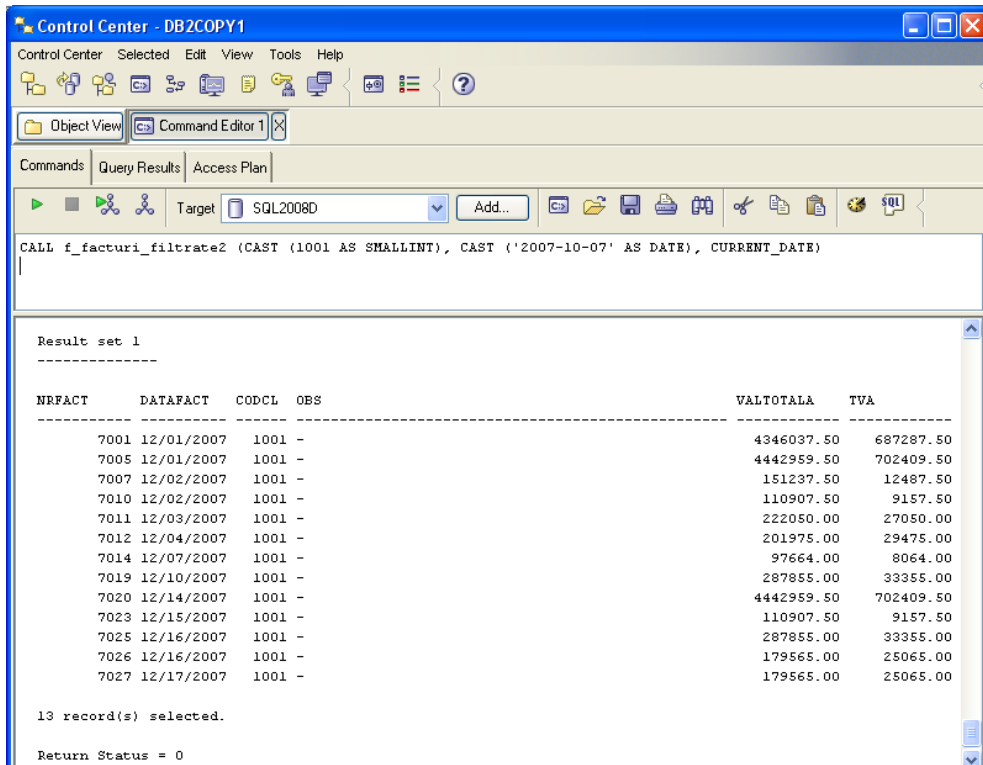 Control Center - DB2COPY1
Control Center Selected Edit View Tools Help
Object View Command Editor 1
Commands Query Results Access Plan
Target SQL2008D Add...
CALL f_facturi_filtrate2 (CAST (1001 AS SMALLINT), CAST ('2007-10-07' AS DATE), CURRENT_DATE)
Result set 1
--------------
NRFACT DATAFACT CODCL OBS VALTOTALA TVA
----------- ---------- ------ -------------------------------------------------- ------------ -----------
7001 12/01/2007 1001 - 4346037.50 687287.50
7005 12/01/2007 1001 - 4442959.50 702409.50
7007 12/02/2007 1001 - 151237.50 12487.50
7010 12/02/2007 1001 - 110907.50 9157.50
7011 12/03/2007 1001 - 222050.00 27050.00
7012 12/04/2007 1001 - 201975.00 29475.00
7014 12/07/2007 1001 - 97664.00 8064.00
7019 12/10/2007 1001 - 287855.00 33355.00
7020 12/14/2007 1001 - 4442959.50 702409.50
7023 12/15/2007 1001 - 110907.50 9157.50
7025 12/16/2007 1001 - 287855.00 33355.00
7026 12/16/2007 1001 - 179565.00 25065.00
7027 12/17/2007 1001 - 179565.00 25065.00
13 record(s) selected.
Return Status = 0